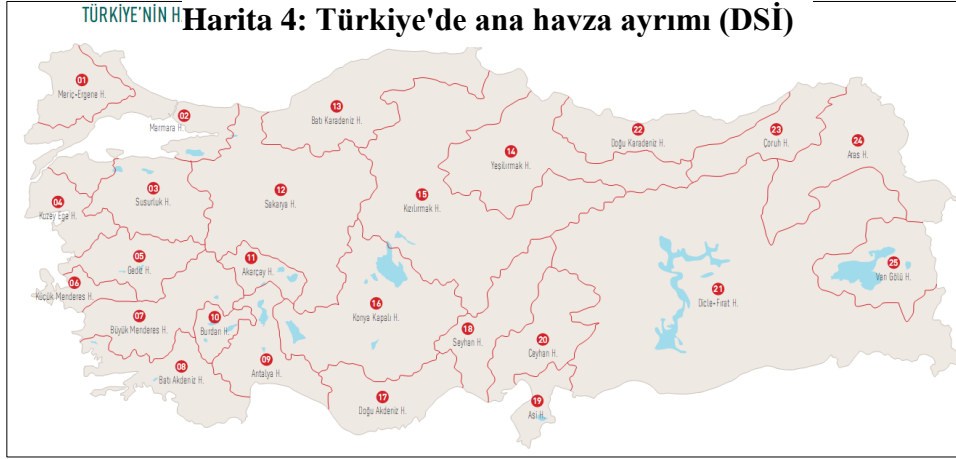 TÜRKİYE'NİN H
Harita 4: Türkiye'de ana havza ayrımı (DSİ)
01
Meriç-Ergene H.
02
Marmara H.
13
Batı Karadeniz H.
22
Doğu Karadeniz H.
23
Çoruh H.
24
Aras H.
14
Yeşilırmak H.
03
Susurluk H.
12
Sakarya H.
15
Kızılırmak H.
04
Kuzey Ege H.
05
Gediz H.
11
Akarçay H.
25
Van Gölü H.
06
Küçük Menderes H.
21
Dicle-Fırat H.
16
Konya Kapalı H.
07
Büyük Menderes H.
10
Burdan H
18
Seyhan H.
20
Ceyhan H.
08
Batı Akdeniz H.
09
Antalya H.
17
Doğu Akdeniz H.
19
Asi H.